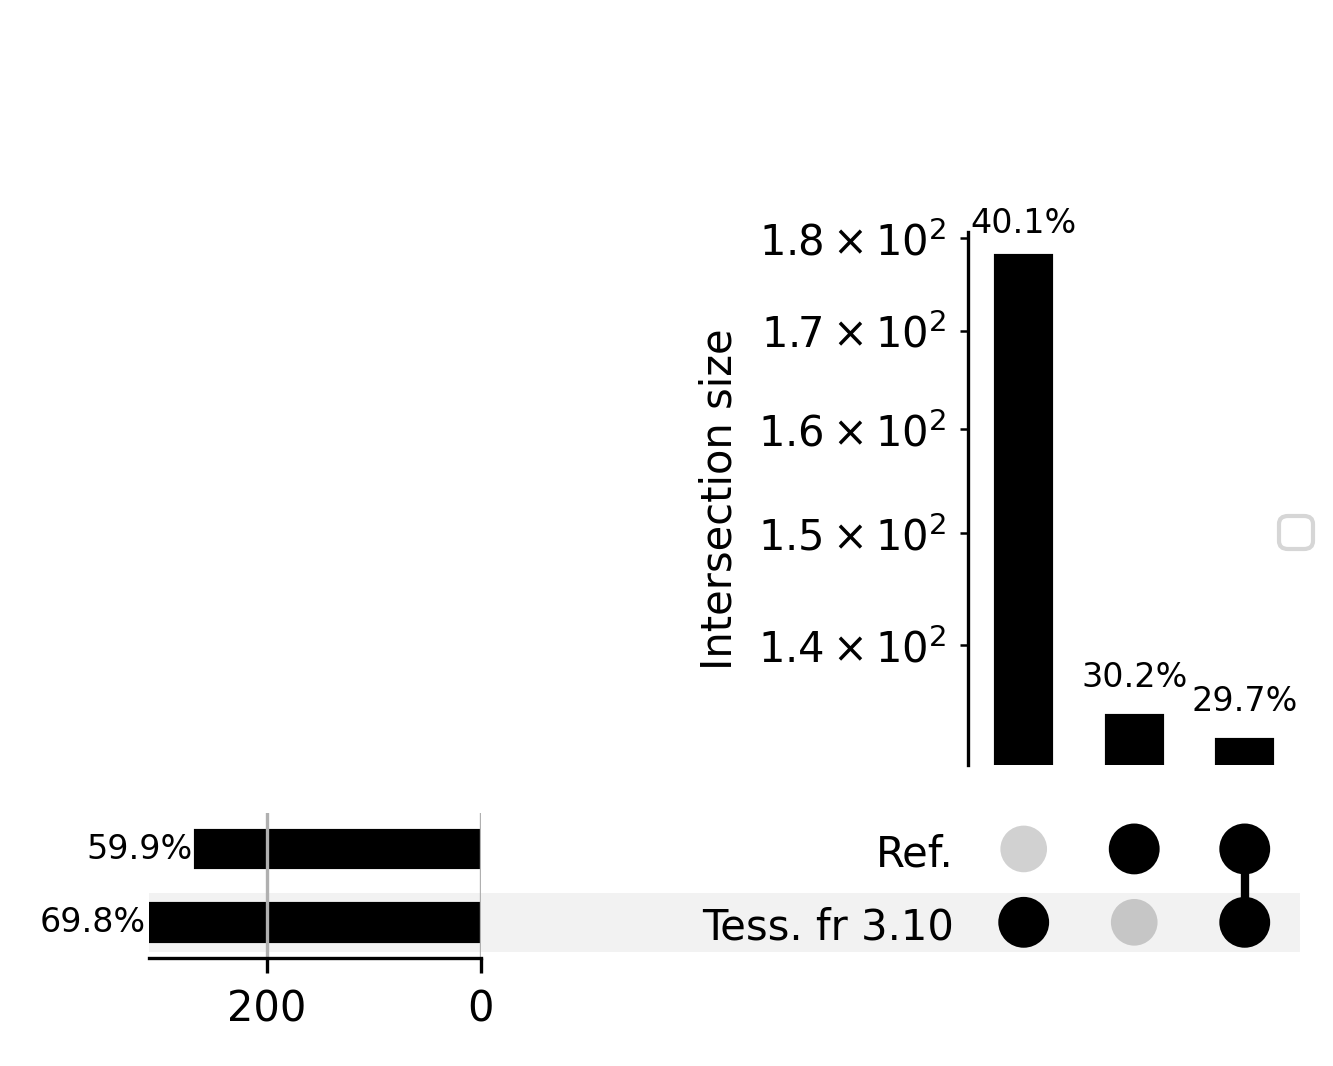 40.1%
1.8 × 10²
1.7 × 10²
1.6 × 10²
1.5 × 10²
1.4 × 10²
Intersection size
30.2%
29.7%
59.9%
Ref.
69.8%
Tess. fr 3.10
200
0